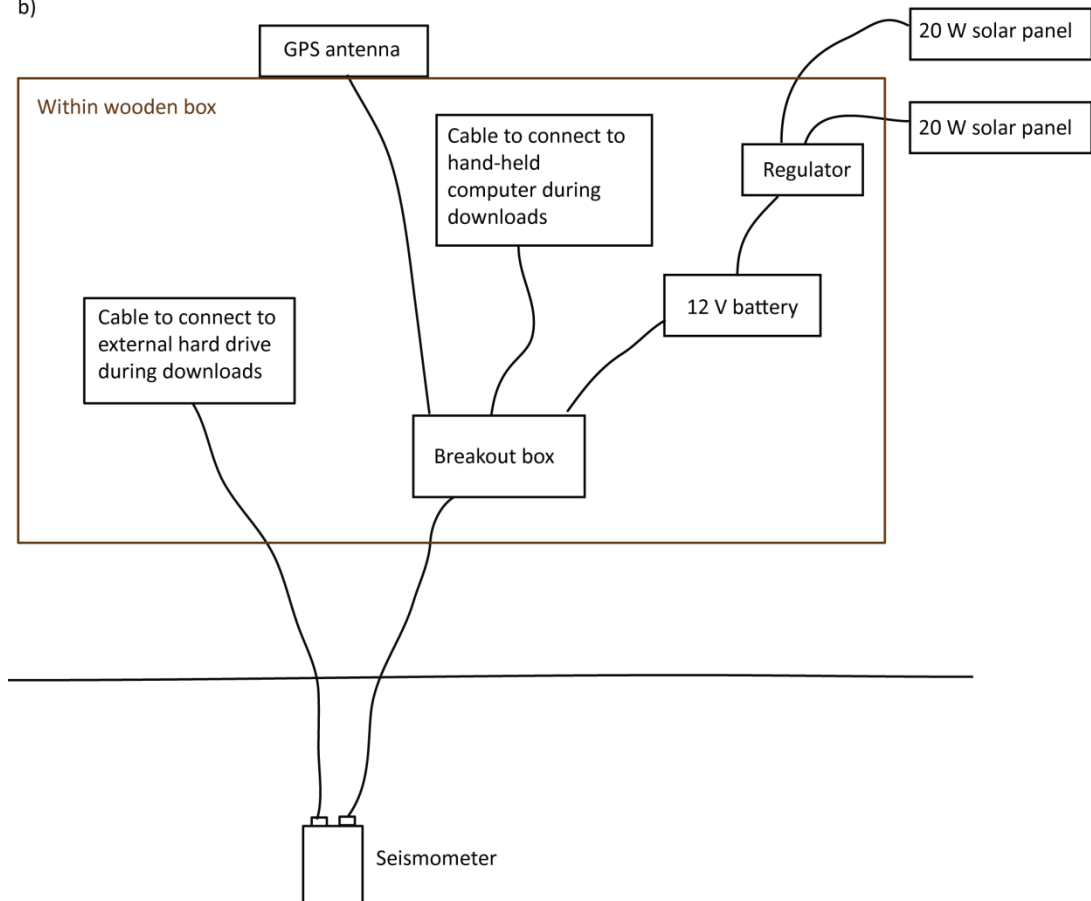 b)
GPS antenna
20 W solar panel
Within wooden box
20 W solar panel
Cable to connect to
hand-held
computer during
downloads
Regulator
12 V battery
Cable to connect to
external hard drive
during downloads
Breakout box
Seismometer